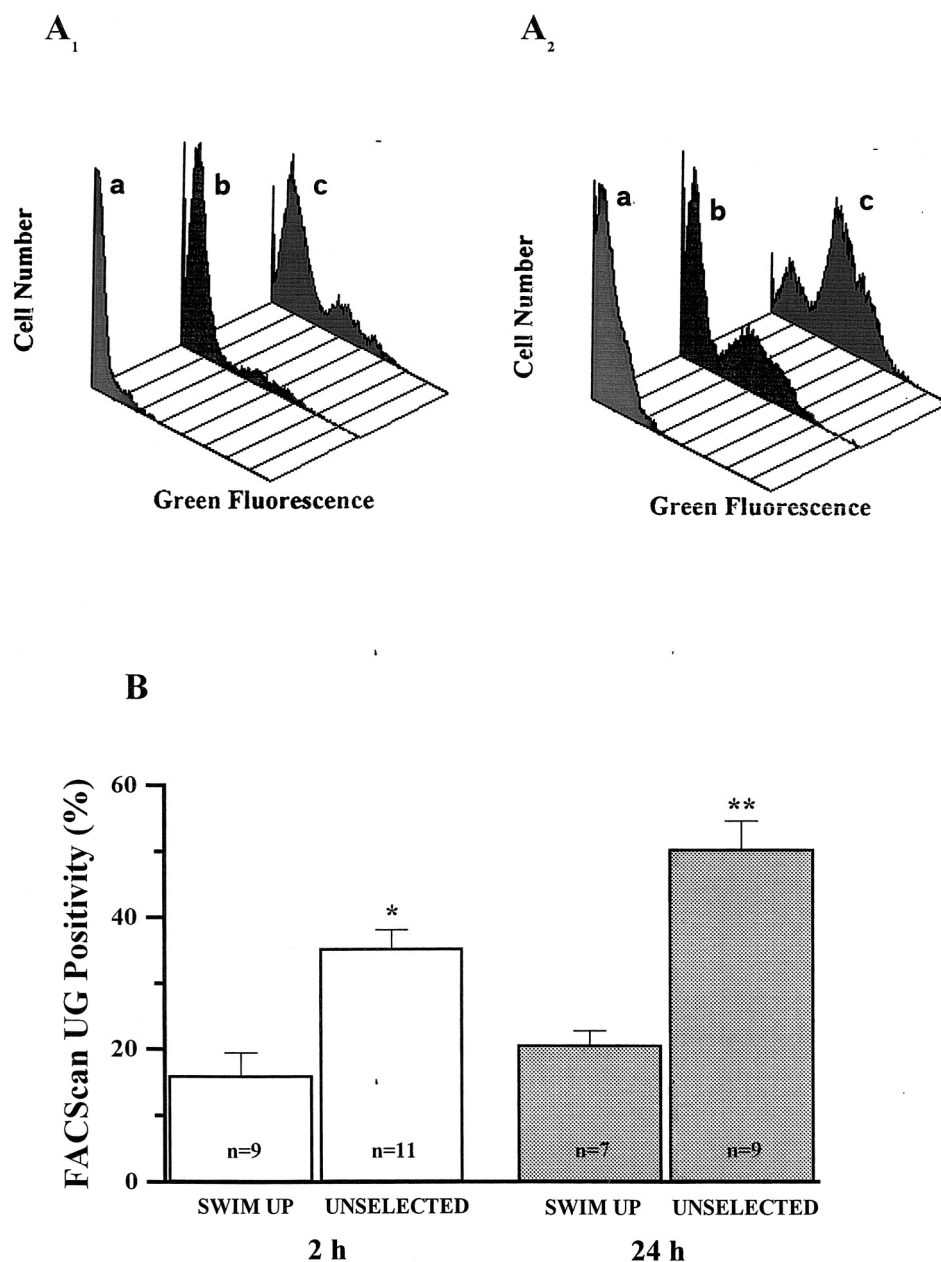 A1 A2
a b c
a b c
Cell Number
Cell Number
Green Fluorescence
Green Fluorescence
B
FACScan UG Positivity (%)
60
40
20
0
* **
n=9 n=11 n=7 n=9
SWIM UP UNSELECTED SWIM UP UNSELECTED
2 h 24 h